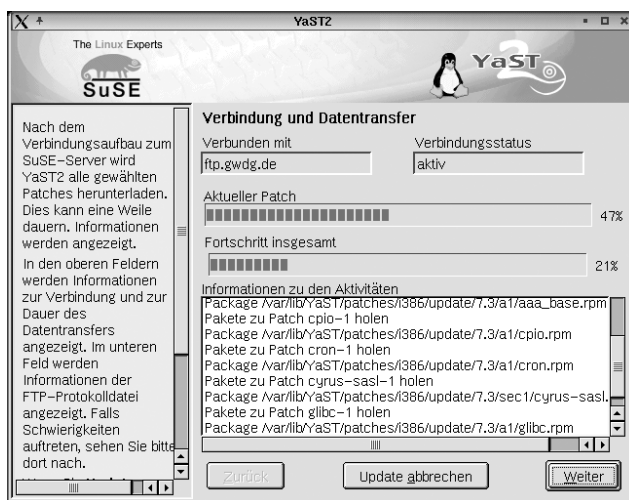 YaST2
The Linux Experts
SuSE
YaST
2
Nach dem
Verbindungsaufbau zum
SuSE-Server wird
YaST2 alle gewählten
Patches herunterladen.
Dies kann eine Weile
dauern. Informationen
werden angezeigt.
In den oberen Feldern
werden Informationen
zur Verbindung und zur
Dauer des
Datentransfers
angezeigt. Im unteren
Feld werden
Informationen der
FTP-Protokolldatei
angezeigt. Falls
Schwierigkeiten
auftreten, sehen Sie bitte
dort nach.
Verbindung und Datentransfer
Verbunden mit
ftp.gwdg.de
Verbindungsstatus
aktiv
Aktueller Patch
47%
Fortschritt insgesamt
21%
Informationen zu den Aktivitäten
Package /var/lib/YaST/patches/i386/update/7.3/a1/aaa_base.rpm
Pakete zu Patch cpio-1 holen
Package /var/lib/YaST/patches/i386/update/7.3/a1/cpio.rpm
Pakete zu Patch cron-1 holen
Package /var/lib/YaST/patches/i386/update/7.3/a1/cron.rpm
Pakete zu Patch cyrus-sasl-1 holen
Package /var/lib/YaST/patches/i386/update/7.3/sec1/cyrus-sasl.
Pakete zu Patch glibc-1 holen
Package /var/lib/YaST/patches/i386/update/7.3/a1/glibc.rpm
Zurück
Update abbrechen
Weiter